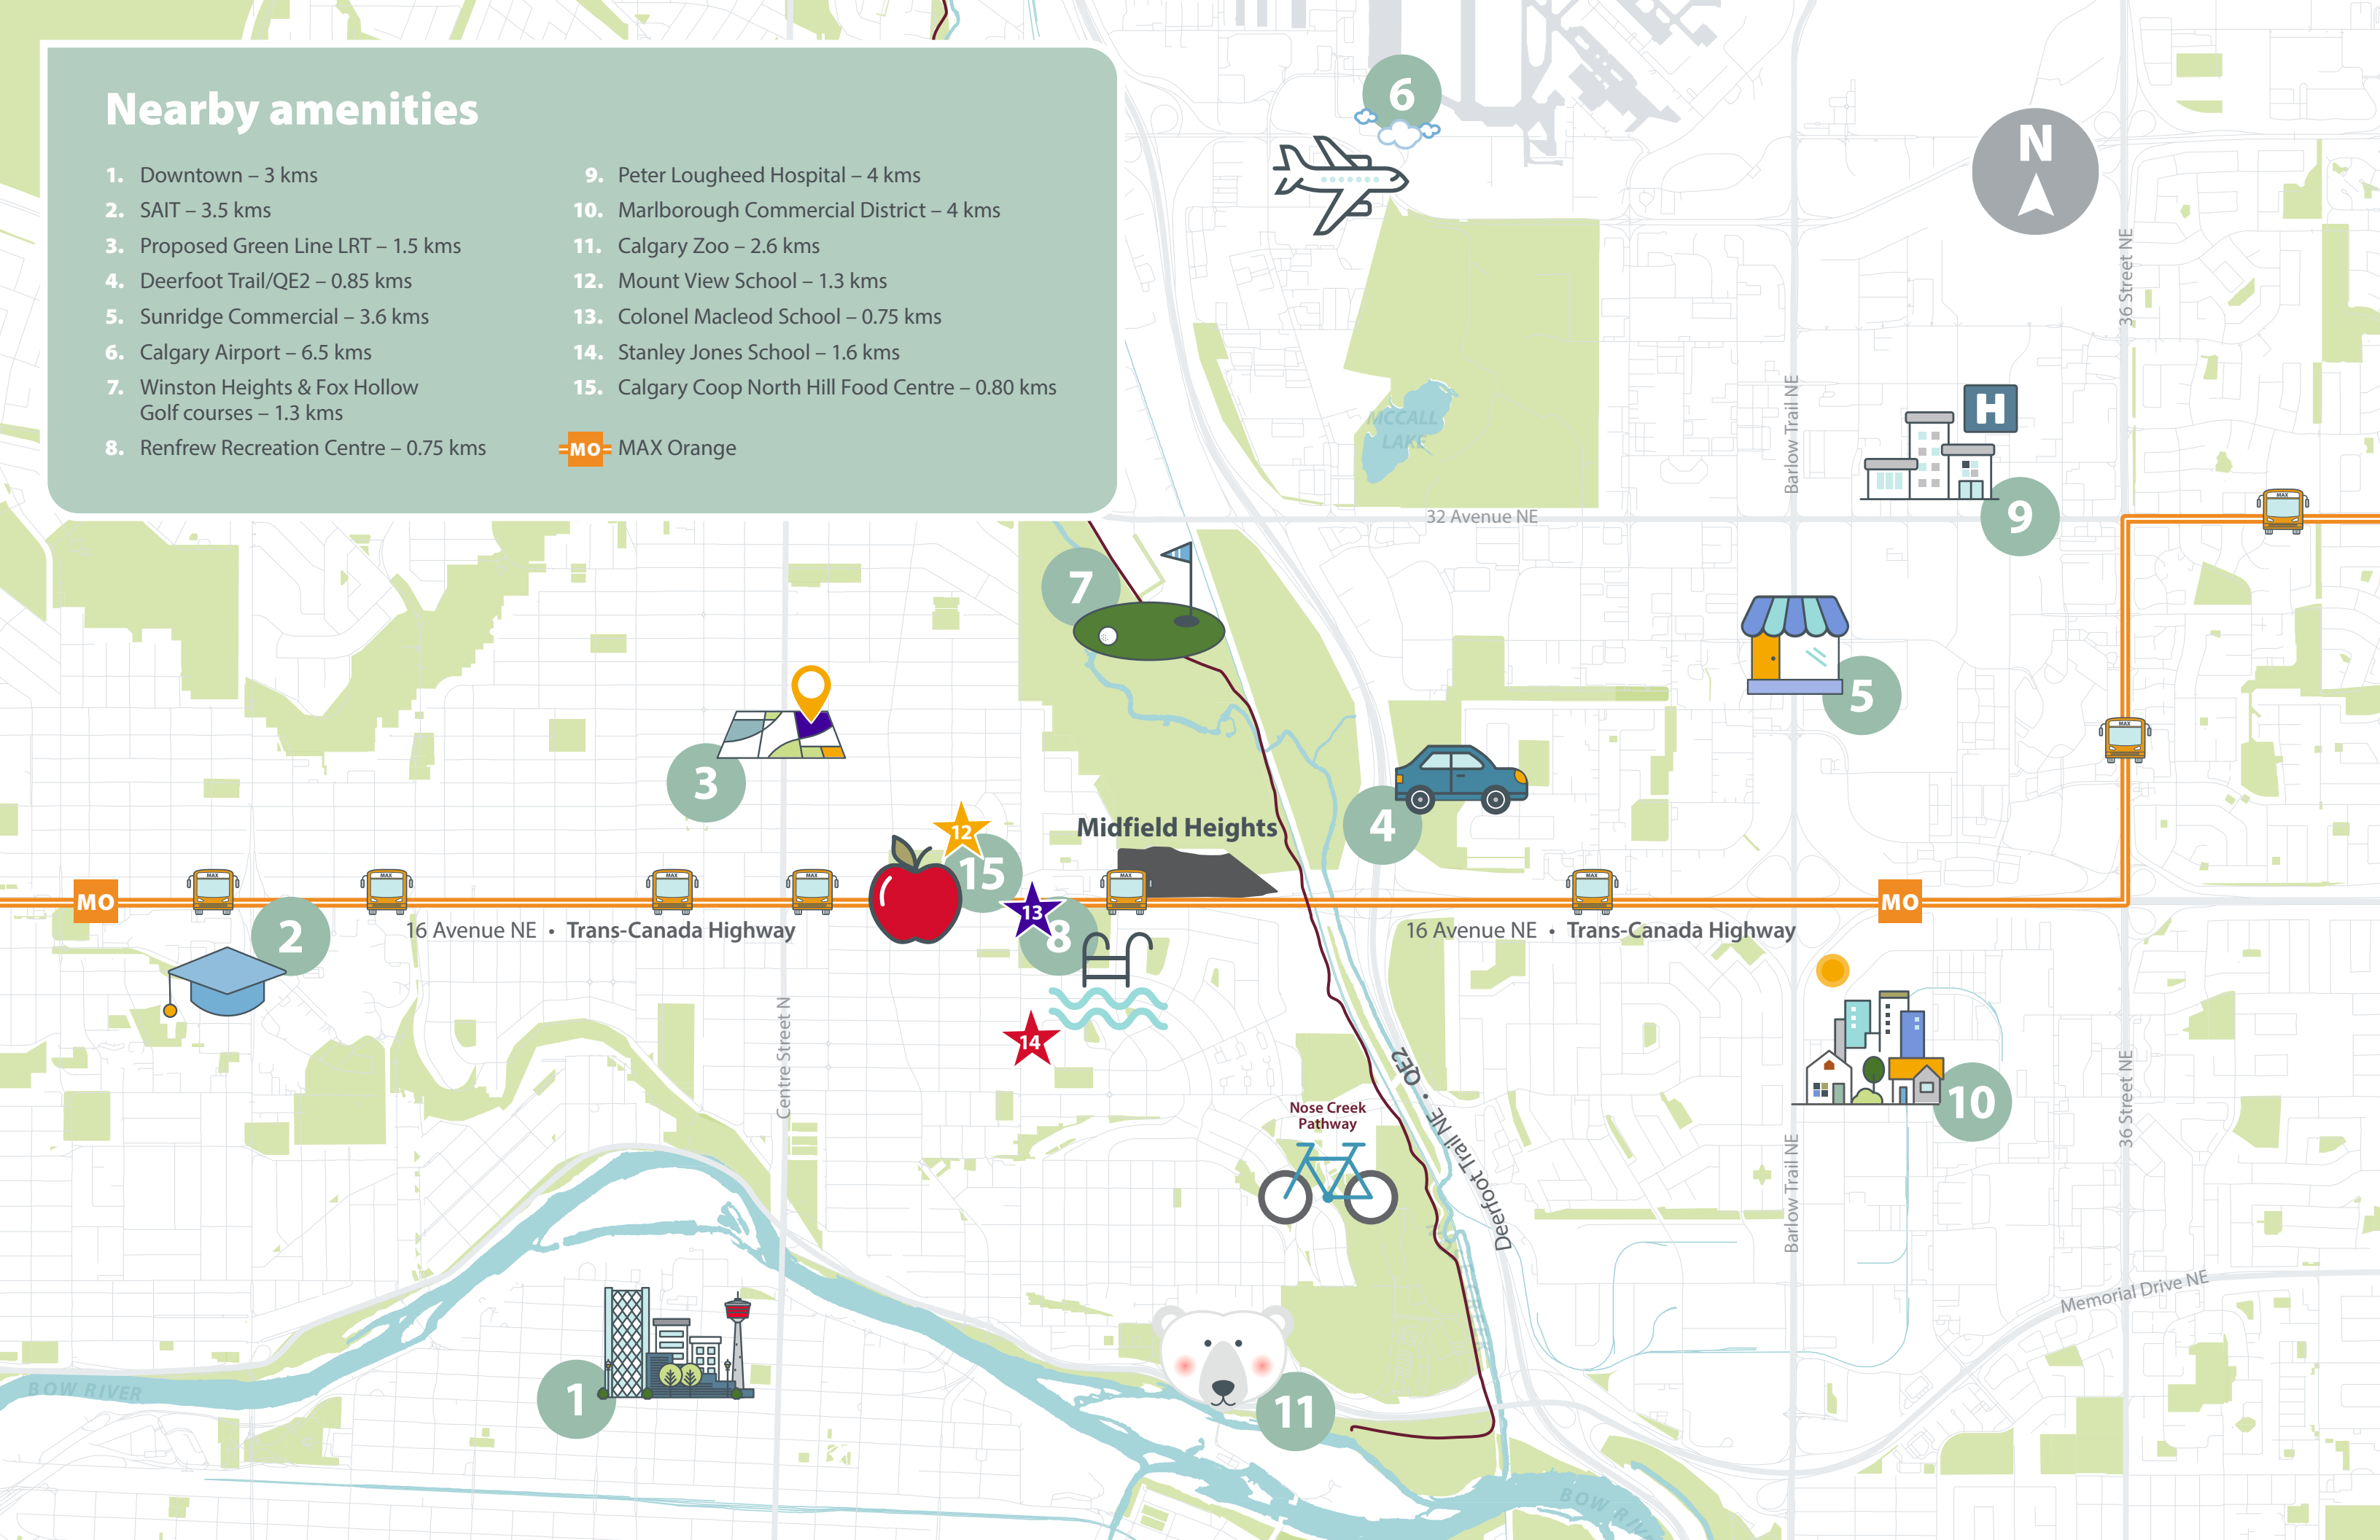 Nearby amenities
1. Downtown – 3 kms
2. SAIT – 3.5 kms
3. Proposed Green Line LRT – 1.5 kms
4. Deerfoot Trail/QE2 – 0.85 kms
5. Sunridge Commercial – 3.6 kms
6. Calgary Airport – 6.5 kms
7. Winston Heights & Fox Hollow
Golf courses – 1.3 kms
8. Renfrew Recreation Centre – 0.75 kms
9. Peter Lougheed Hospital – 4 kms
10. Marlborough Commercial District – 4 kms
11. Calgary Zoo – 2.6 kms
12. Mount View School – 1.3 kms
13. Colonel Macleod School – 0.75 kms
14. Stanley Jones School – 1.6 kms
15. Calgary Coop North Hill Food Centre – 0.80 kms
MO MAX Orange
6
N
36 Street NE
Barlow Trail NE
H
MCCALL
LAKE
9
32 Avenue NE
MAX
7
5
MAX
3
4
12
Midfield Heights
15
MO
MAX
MAX
MAX
MAX
MAX
MAX
MO
13
8
2
16 Avenue NE • Trans-Canada Highway
16 Avenue NE • Trans-Canada Highway
14
Centre Street N
Deerfoot Trail NE • QE2
10
36 Street NE
Nose Creek
Pathway
Barlow Trail NE
Memorial Drive NE
BOW RIVER
1
11
BOW RIVER